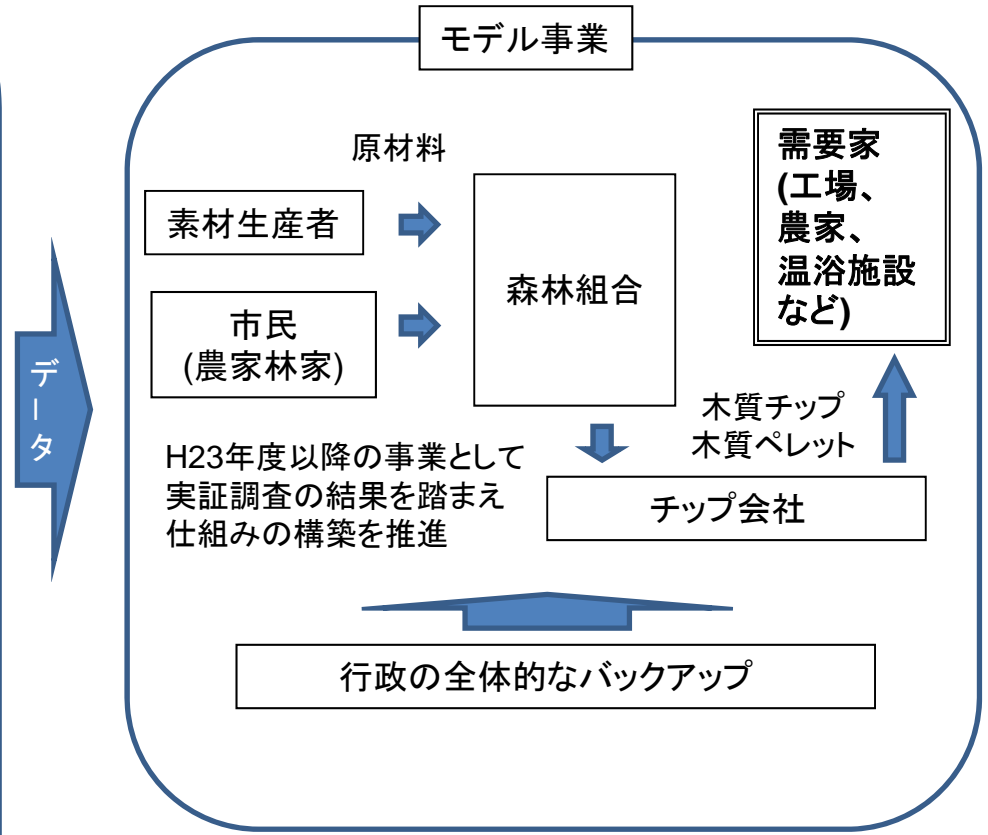 モデル事業
データ
原材料
素材生産者
市民
(農家林家)
森林組合
需要家
(工場、
農家、
温浴施設
など)
木質チップ
木質ペレット
H23年度以降の事業として
実証調査の結果を踏まえ
仕組みの構築を推進
チップ会社
行政の全体的なバックアップ